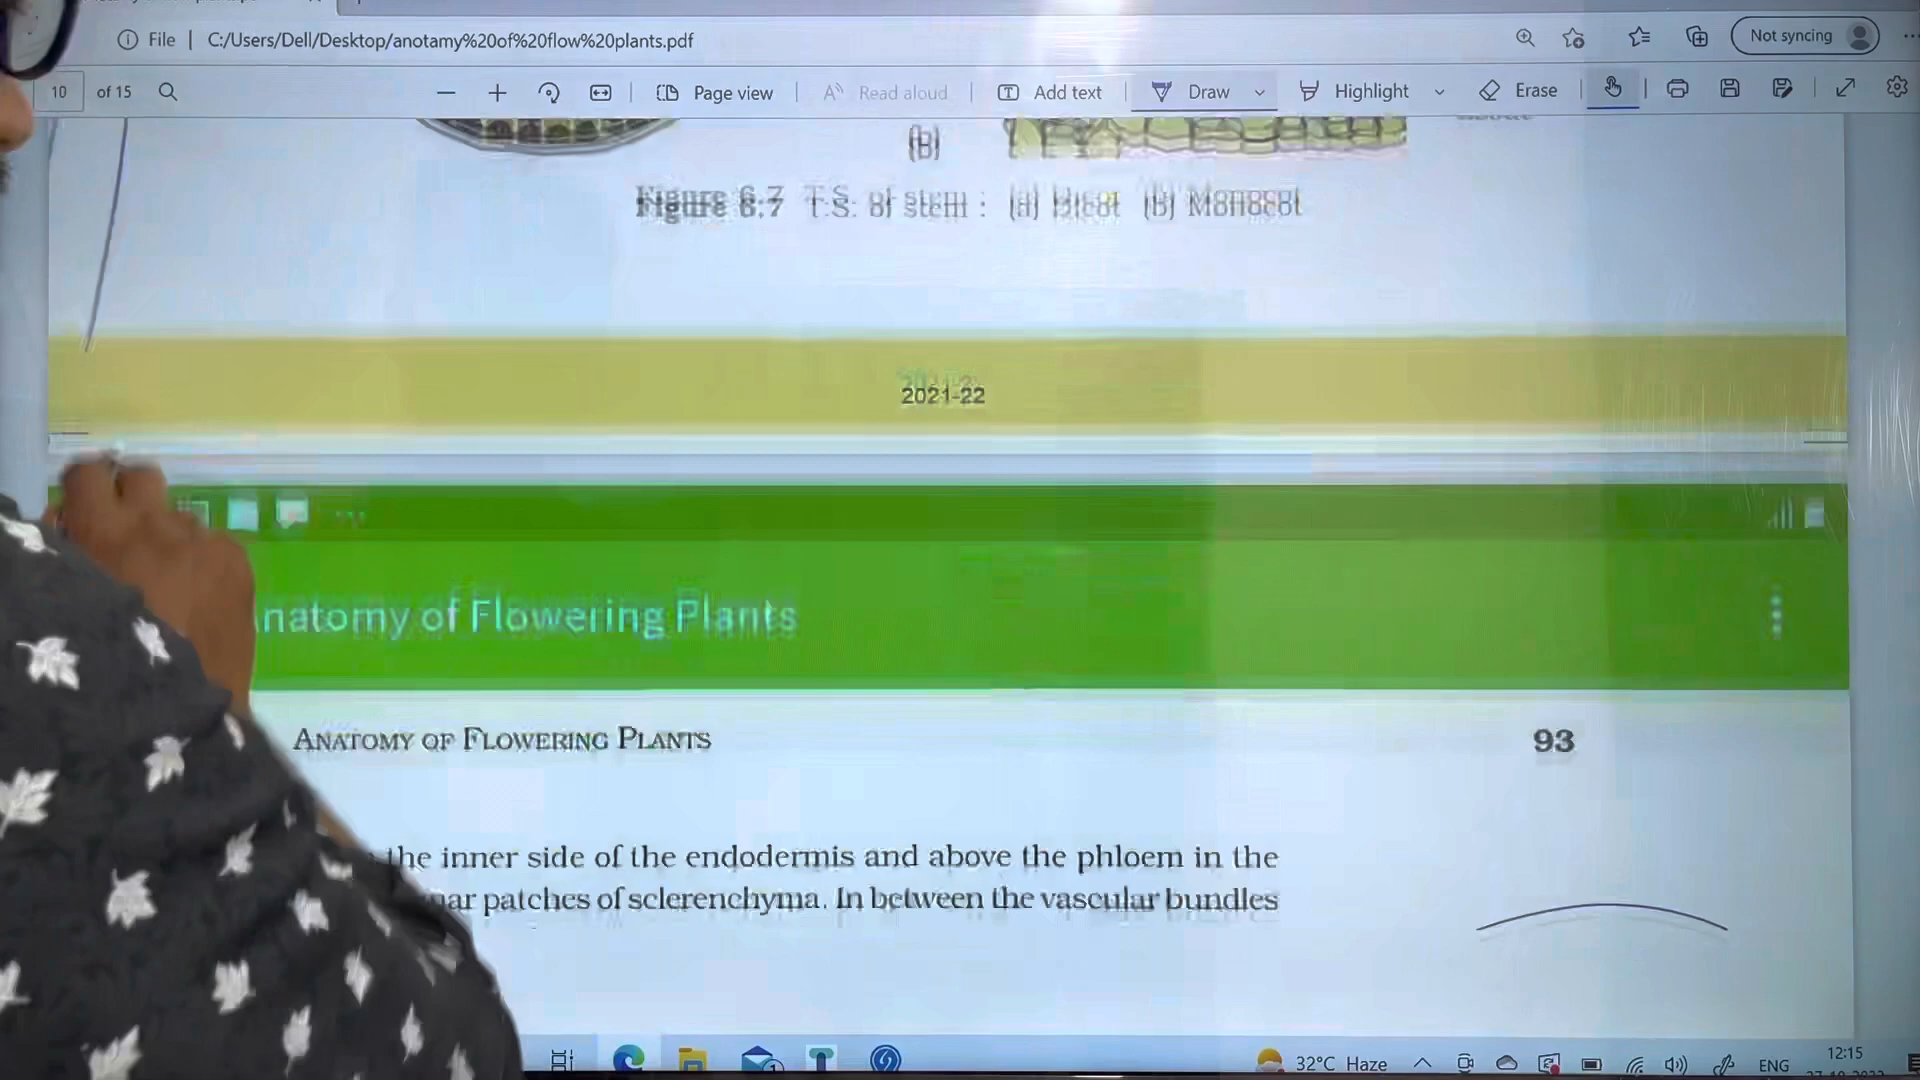 File | C:/Users/Dell/Desktop/anotamy%20of%20flow%20plants.pdf
Not syncing
10 of 15
Page view
Read aloud
Add text
Draw
Highlight
Erase
(b)
Figure 6.7 T.S. of stem : (a) Dicot (b) Monocot
2021-22
natomy of Flowering Plants
ANATOMY OF FLOWERING PLANTS
93
the inner side of the endodermis and above the phloem in the
nar patches of sclerenchyma. In between the vascular bundles
32°C Haze
ENG
12:15